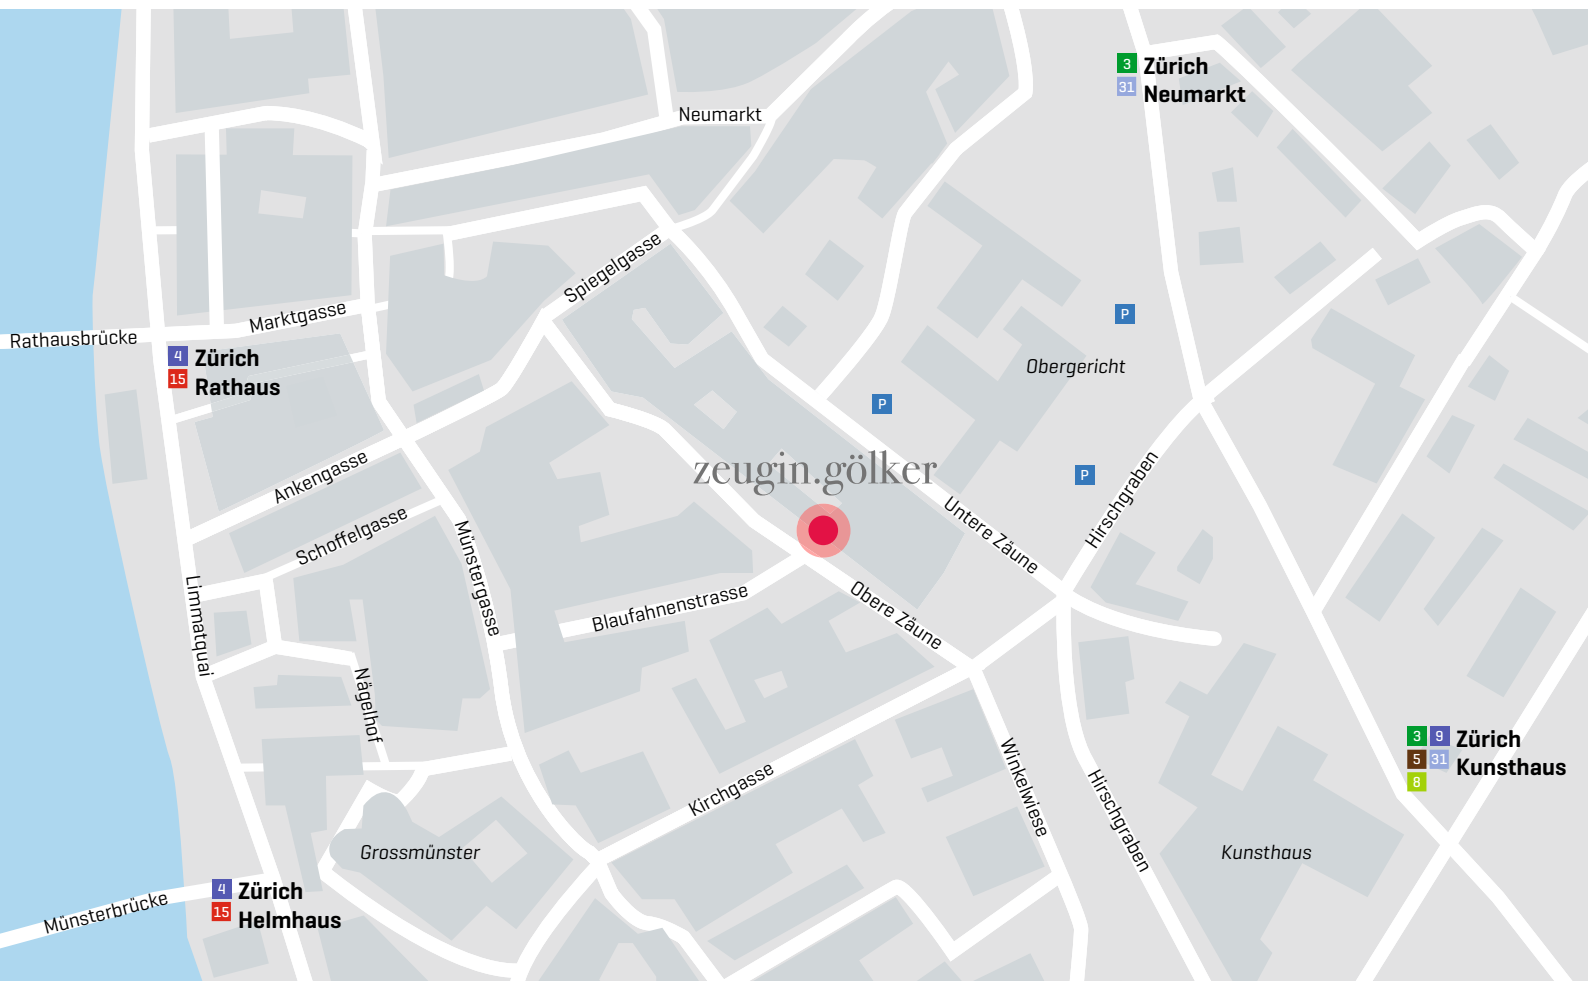 3
Zürich
31
Neumarkt
Neumarkt
Spiegelgasse
Marktgasse
Rathausbrücke
4
Zürich
15
Rathaus
P
Obergericht
P
zeugin.gölker
P
Ankengasse
Schoffelgasse
Münstergasse
Untere Zäune
Hirschgraben
Limmatquai
Blaufahnenstrasse
Obere Zäune
Nägelhof
Kirchgasse
Winkelwiese
Hirschgraben
3 9 Zürich
5 31 Kunsthaus
8
Grossmünster
Kunsthaus
Münsterbrücke
4
Zürich
15
Helmhaus